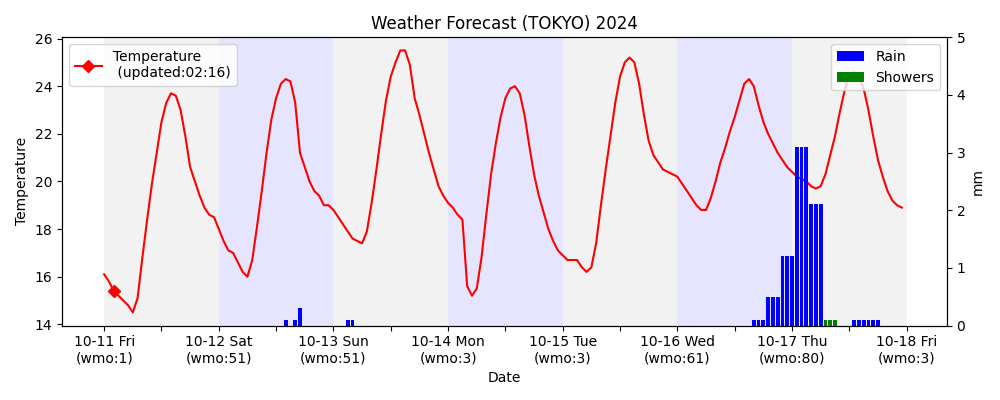 Weather Forecast (TOKYO) 2024
Temperature
(updated:02:16)
Rain
Showers
26
24
22
20
18
16
14
Temperature
5
4
3
2
1
0
mm
10-11 Fri
(wmo:1)
10-12 Sat
(wmo:51)
10-13 Sun
(wmo:51)
10-14 Mon
(wmo:3)
10-15 Tue
(wmo:3)
10-16 Wed
(wmo:61)
10-17 Thu
(wmo:80)
10-18 Fri
(wmo:3)
Date